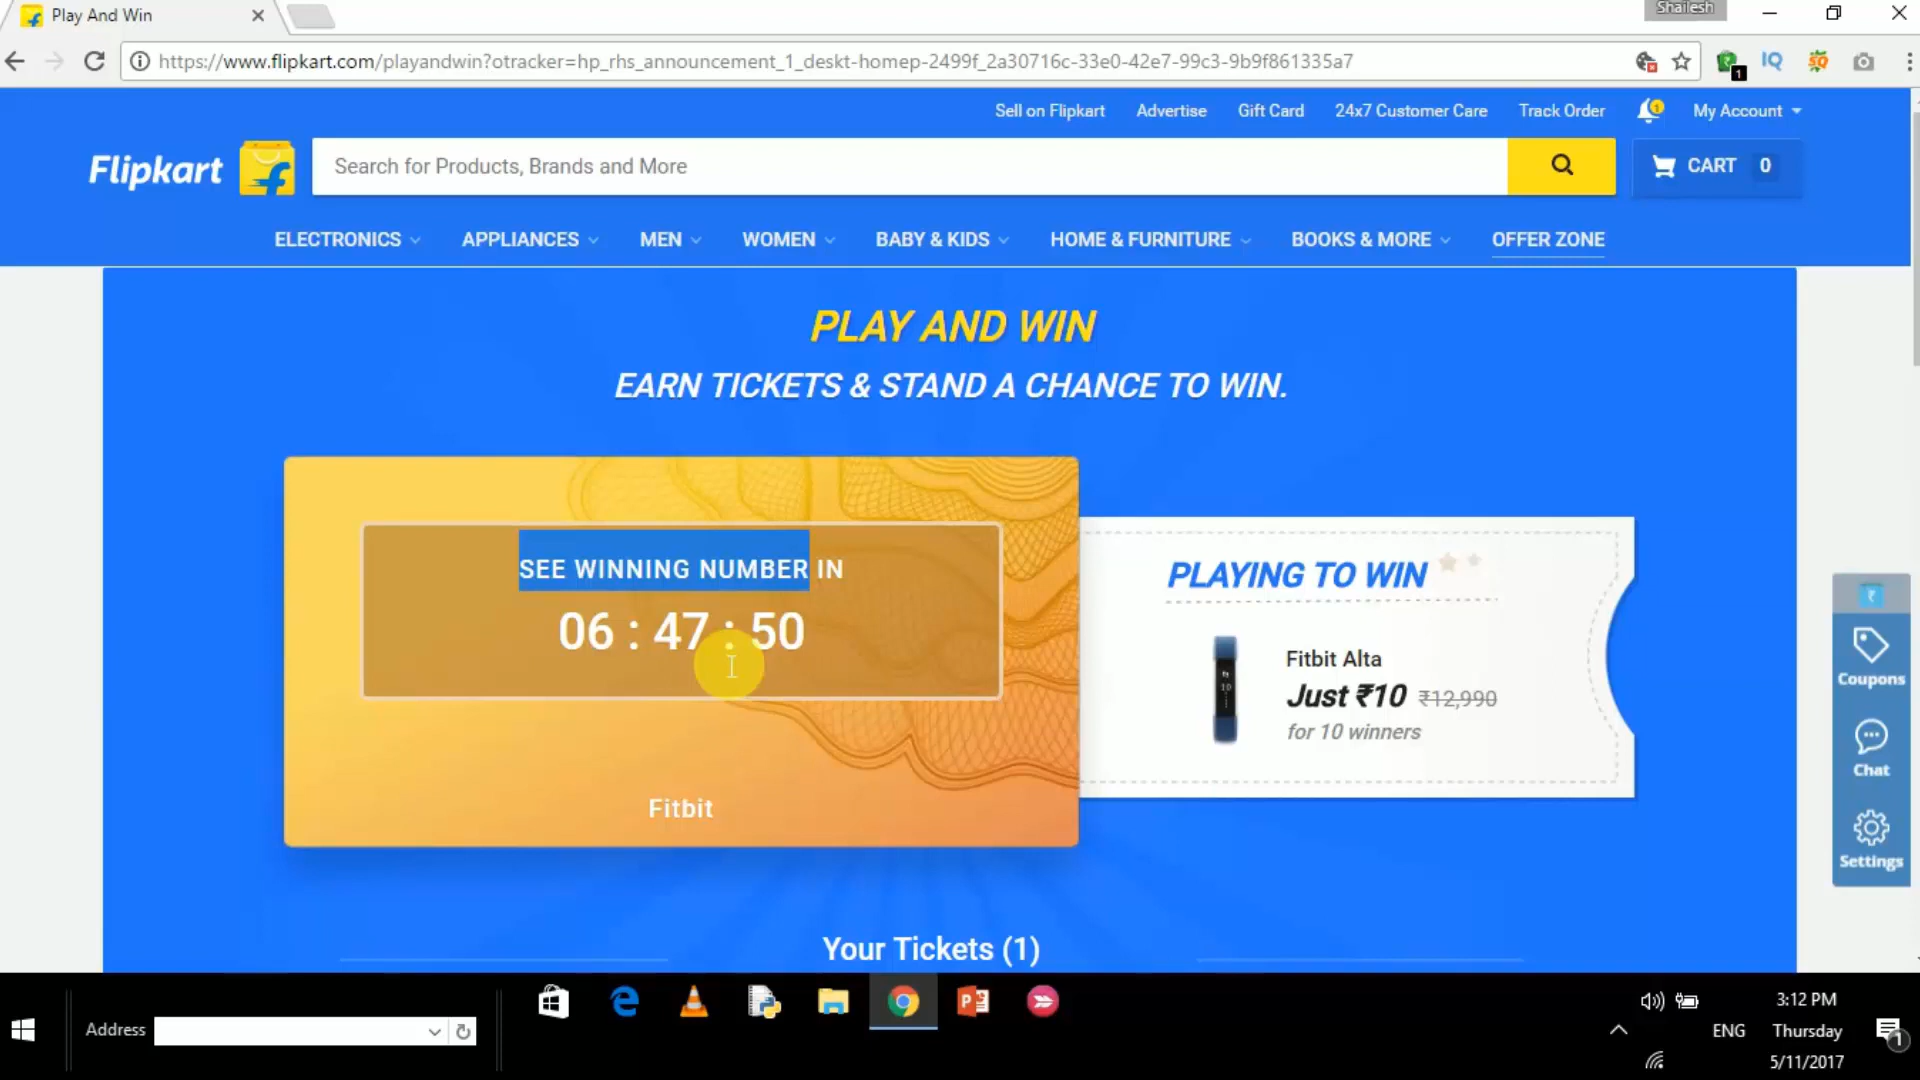 Play And Win
Shailesh
https://www.flipkart.com/playandwin?otracker=hp_rhs_announcement_1_deskt-homep-2499f_2a30716c-33e0-42e7-99c3-9b9f861335a7
1
IQ
SQ
Sell on Flipkart
Advertise
Gift Card
24x7 Customer Care
Track Order
1
My Account
Flipkart
Search for Products, Brands and More
CART 0
ELECTRONICS
APPLIANCES
MEN
WOMEN
BABY & KIDS
HOME & FURNITURE
BOOKS & MORE
OFFER ZONE
PLAY AND WIN
EARN TICKETS & STAND A CHANCE TO WIN.
SEE WINNING NUMBER IN
06 : 47 : 50
Fitbit
PLAYING TO WIN
Fitbit Alta
Just ₹10 ₹12,990
for 10 winners
₹
Coupons
Chat
Settings
Your Tickets (1)
Address
3:12 PM
ENG
Thursday
1
5/11/2017